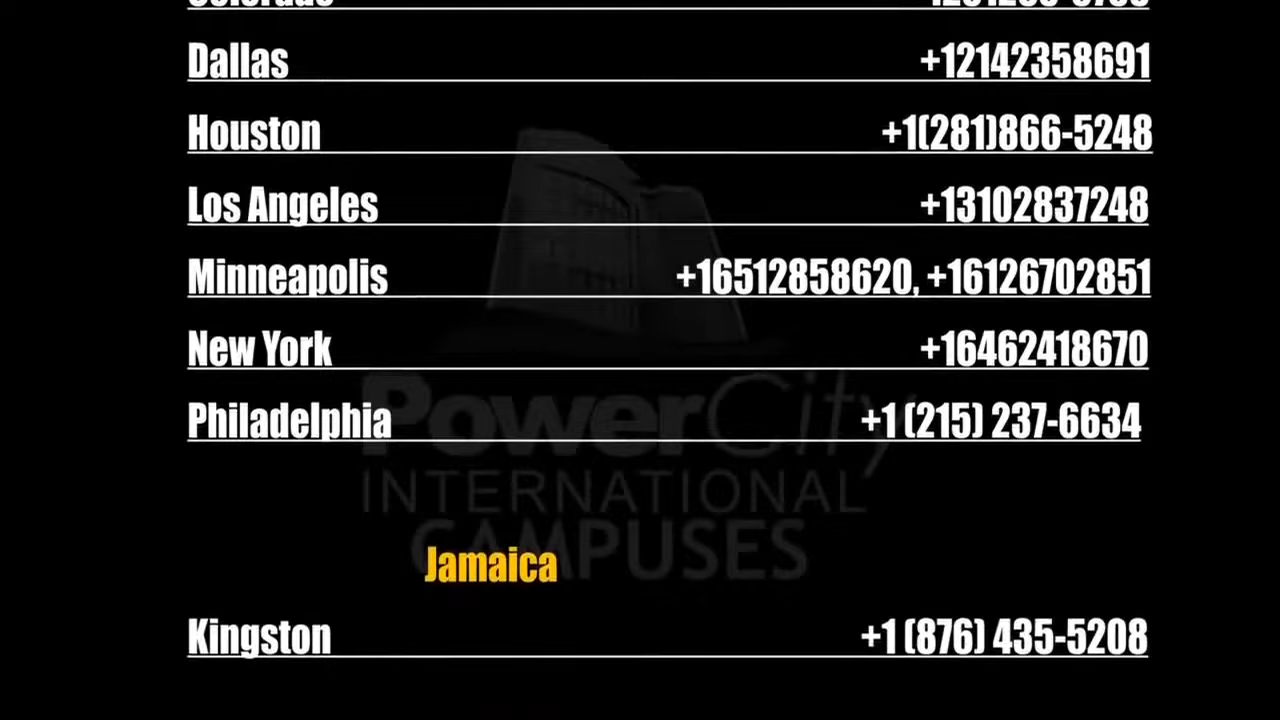 Colorado
Dallas +12142358691
Houston +1(281)866-5248
Los Angeles +13102837248
Minneapolis +16512858620, +16126702851
New York +16462418670
Philadelphia +1 (215) 237-6634
PowerCity
INTERNATIONAL
CAMPUSES
Jamaica
Kingston +1 (876) 435-5208